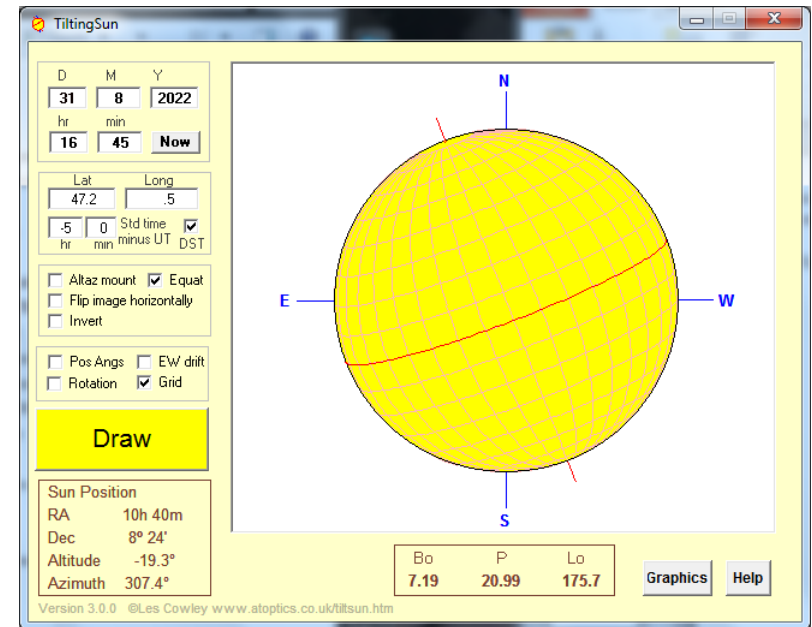 TiltingSun
D M Y
31 8 2022
hr min
16 45 Now
Lat Long
47.2 .5
-5 0 Std time
minus UT DST
hr min
Altaz mount Equat
Flip image horizontally
Invert
Pos Angs EW drift
Rotation Grid
Draw
Sun Position
RA 10h 40m
Dec 8º 24'
Altitude -19.3°
Azimuth 307.4°
N
E
W
S
Bo P Lo
7.19 20.99 175.7
Graphics Help
Version 3.0.0 ©Les Cowley www.atoptics.co.uk/tiltsun.htm